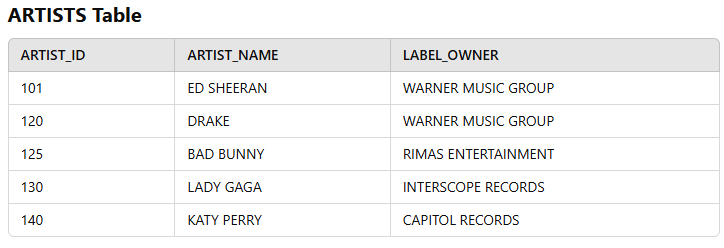 ARTISTS Table
ARTIST_ID ARTIST_NAME LABEL_OWNER
101 ED SHEERAN WARNER MUSIC GROUP
120 DRAKE WARNER MUSIC GROUP
125 BAD BUNNY RIMAS ENTERTAINMENT
130 LADY GAGA INTERSCOPE RECORDS
140 KATY PERRY CAPITOL RECORDS